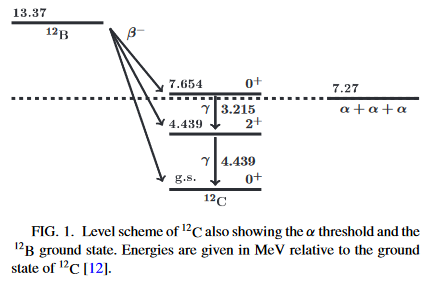 13.37
¹²B
β⁻
7.654 0⁺
7.27
γ 3.215
α + α + α
4.439 2⁺
γ 4.439
g.s. 0⁺
¹²C
FIG. 1. Level scheme of ¹²C also showing the α threshold and the
¹²B ground state. Energies are given in MeV relative to the ground
state of ¹²C [12].